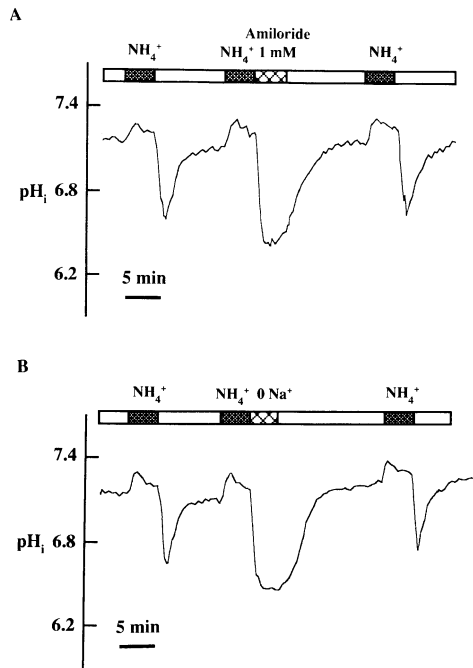 A
Amiloride
NH₄⁺ NH₄⁺ 1 mM NH₄⁺
7.4
pHᵢ 6.8
6.2
5 min
B
NH₄⁺ NH₄⁺ 0 Na⁺ NH₄⁺
7.4
pHᵢ 6.8
6.2
5 min